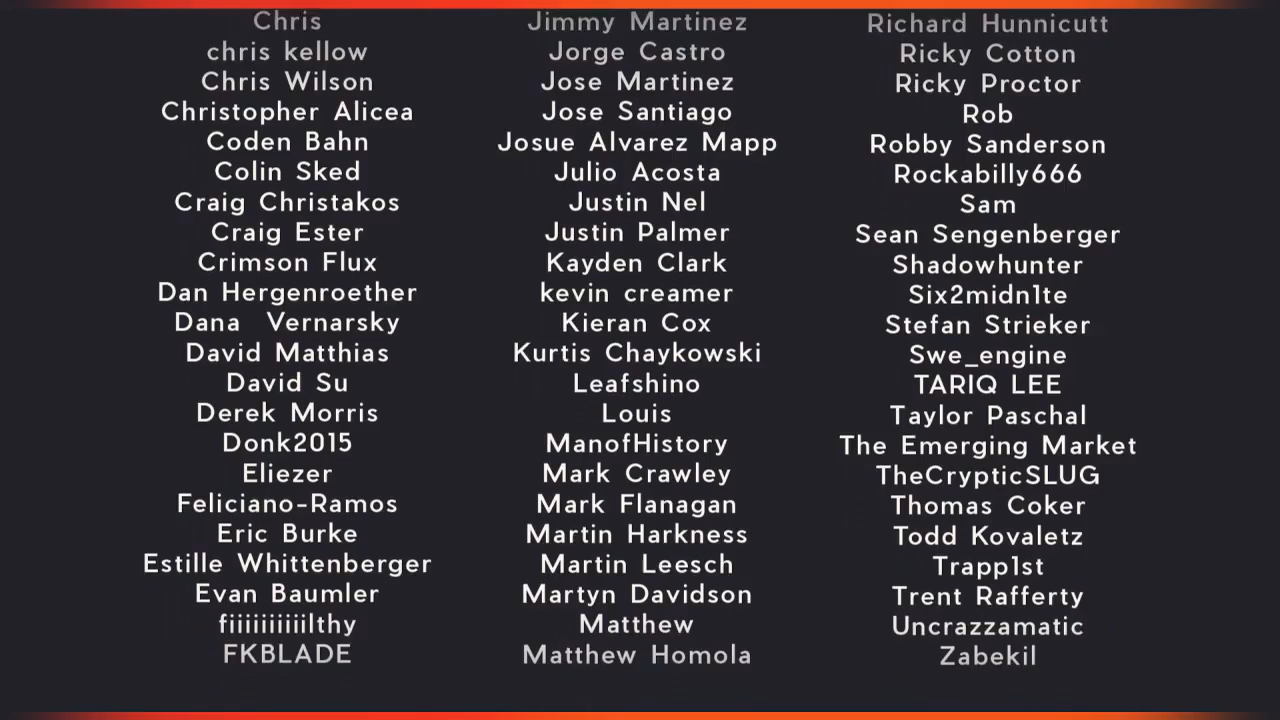 Chris
chris kellow
Chris Wilson
Christopher Alicea
Coden Bahn
Colin Sked
Craig Christakos
Craig Ester
Crimson Flux
Dan Hergenroether
Dana  Vernarsky
David Matthias
David Su
Derek Morris
Donk2015
Eliezer
Feliciano-Ramos
Eric Burke
Estille Whittenberger
Evan Baumler
fiiiiiiiiiilthy
FKBLADE
Jimmy Martinez
Jorge Castro
Jose Martinez
Jose Santiago
Josue Alvarez Mapp
Julio Acosta
Justin Nel
Justin Palmer
Kayden Clark
kevin creamer
Kieran Cox
Kurtis Chaykowski
Leafshino
Louis
ManofHistory
Mark Crawley
Mark Flanagan
Martin Harkness
Martin Leesch
Martyn Davidson
Matthew
Matthew Homola
Richard Hunnicutt
Ricky Cotton
Ricky Proctor
Rob
Robby Sanderson
Rockabilly666
Sam
Sean Sengenberger
Shadowhunter
Six2midn1te
Stefan Strieker
Swe_engine
TARIQ LEE
Taylor Paschal
The Emerging Market
TheCrypticSLUG
Thomas Coker
Todd Kovaletz
Trapp1st
Trent Rafferty
Uncrazzamatic
Zabekil